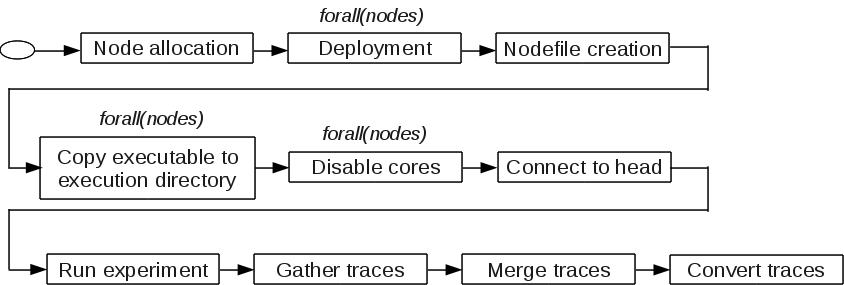 forall(nodes)
Node allocation
Deployment
Nodefile creation
forall(nodes)
forall(nodes)
Copy executable to
execution directory
Disable cores
Connect to head
Run experiment
Gather traces
Merge traces
Convert traces